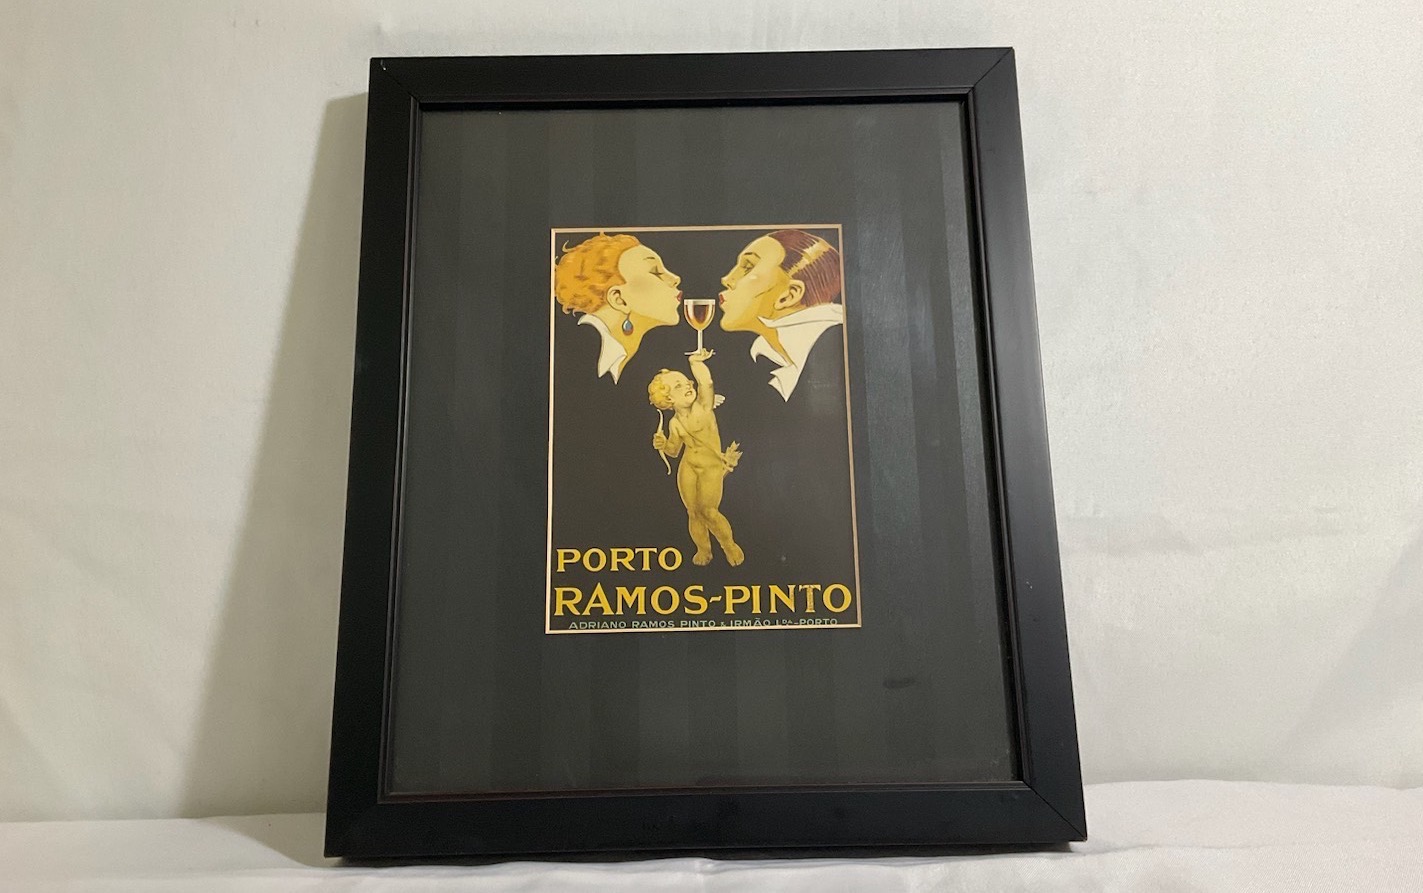 PORTO
RAMOS-PINTO
ADRIANO RAMOS PINTO & IRMÃO LDA-PORTO